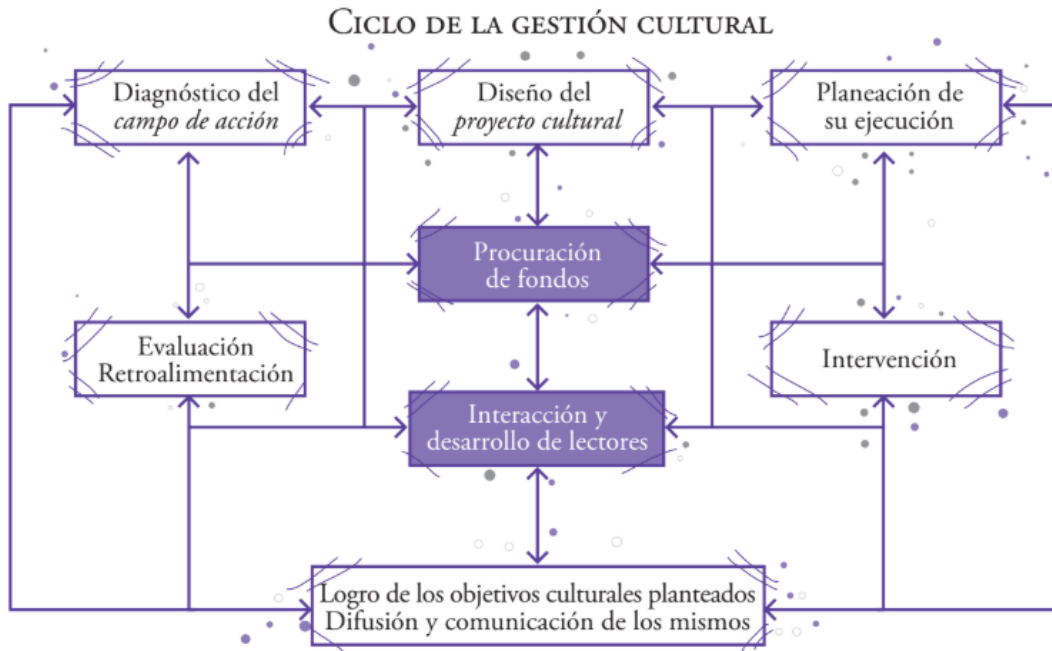 CICLO DE LA GESTIÓN CULTURAL
Diagnóstico del
campo de acción
Diseño del
proyecto cultural
Planeación de
su ejecución
Procuración
de fondos
Evaluación
Retroalimentación
Intervención
Interacción y
desarrollo de lectores
Logro de los objetivos culturales planteados
Difusión y comunicación de los mismos